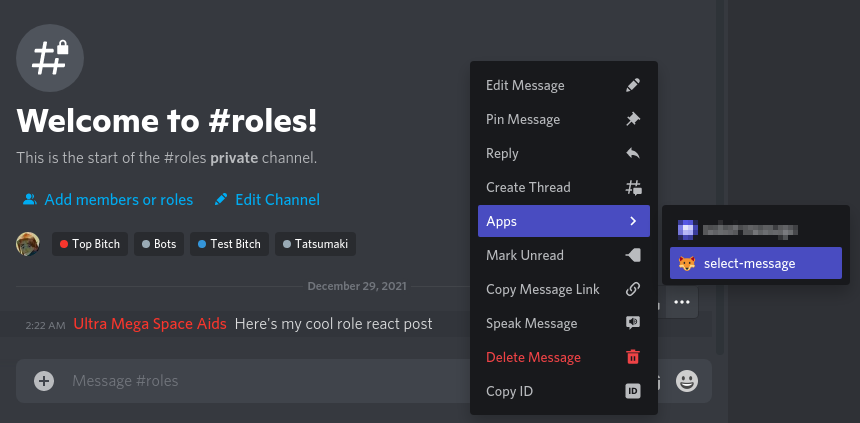 Welcome to #roles!
This is the start of the #roles private channel.
Add members or roles
Edit Channel
Top Bitch
Bots
Test Bitch
Tatsumaki
December 29, 2021
2:22 AM Ultra Mega Space Aids Here's my cool role react post
Message #roles
Edit Message
Pin Message
Reply
Create Thread
Apps
Mark Unread
Copy Message Link
Speak Message
Delete Message
Copy ID
ID
select-message